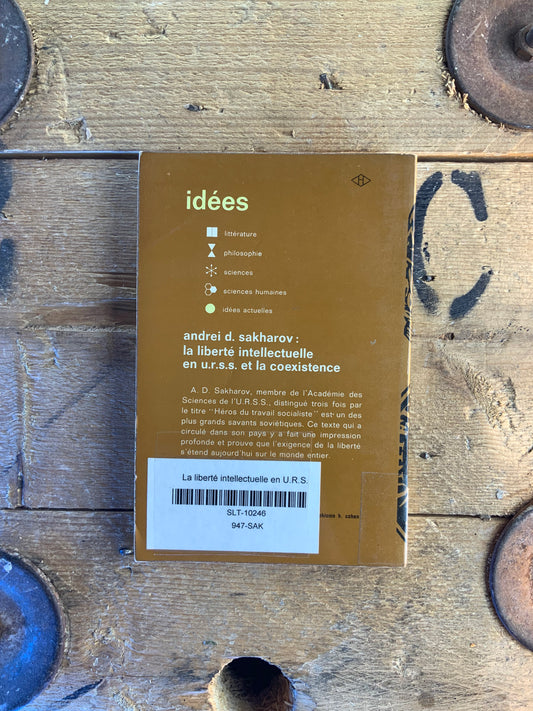 idées
H
littérature
philosophie
sciences
sciences humaines
idées actuelles
andrei d. sakharov :
la liberté intellectuelle
en u.r.s.s. et la coexistence
A. D. Sakharov, membre de l'Académie des
Sciences de l'U.R.S.S., distingué trois fois par
le titre "Héros du travail socialiste" est un des
plus grands savants soviétiques. Ce texte qui a
circulé dans son pays y a fait une impression
profonde et prouve que l'exigence de la liberté
s'étend aujourd'hui sur le monde entier.
La liberté intellectuelle en U.R.S.
SLT-10246
947-SAK
C